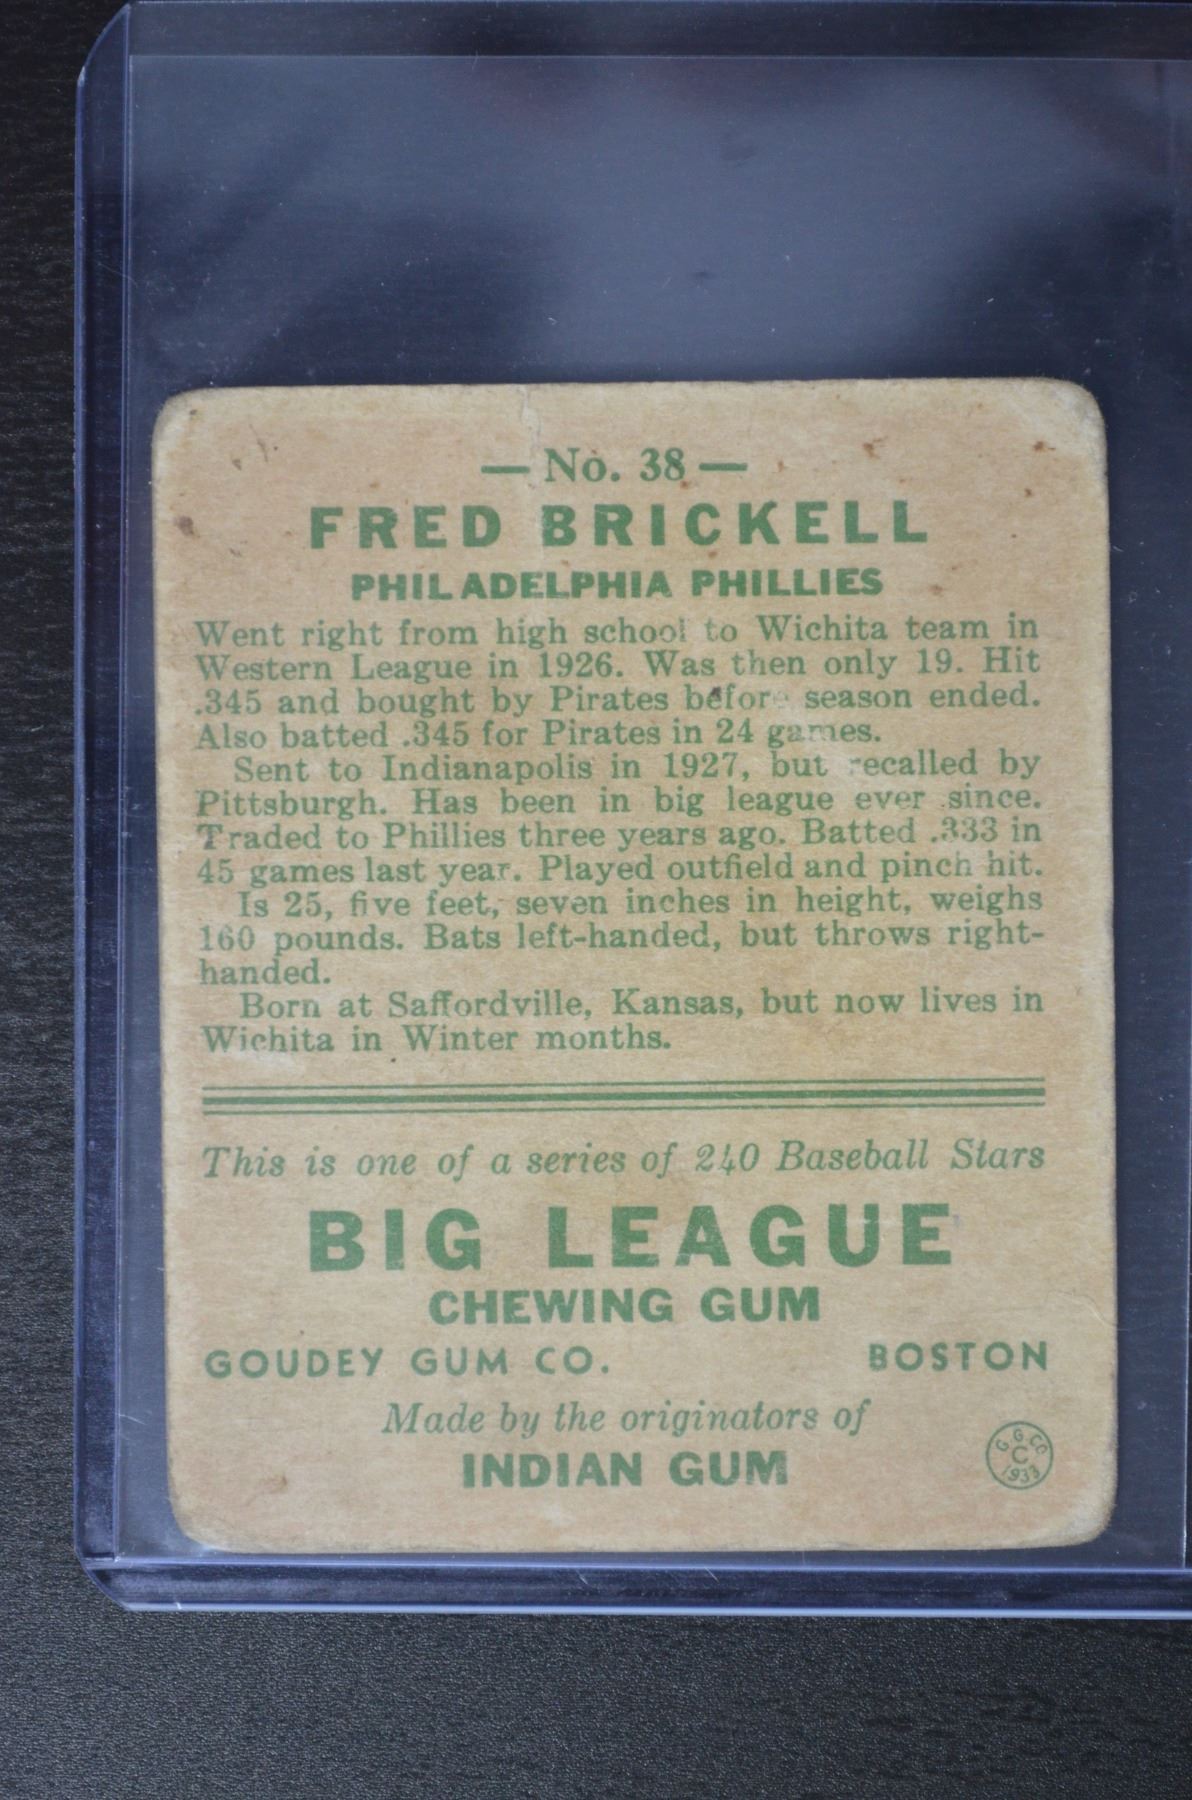 — No. 38 —
FRED BRICKELL
PHILADELPHIA PHILLIES
Went right from high school to Wichita team in
Western League in 1926. Was then only 19. Hit
.345 and bought by Pirates before season ended.
Also batted .345 for Pirates in 24 games.
Sent to Indianapolis in 1927, but recalled by
Pittsburgh. Has been in big league ever since.
Traded to Phillies three years ago. Batted .333 in
45 games last year. Played outfield and pinch hit.
Is 25, five feet, seven inches in height, weighs
160 pounds. Bats left-handed, but throws right-
handed.
Born at Saffordville, Kansas, but now lives in
Wichita in Winter months.
This is one of a series of 240 Baseball Stars
BIG LEAGUE
CHEWING GUM
GOUDEY GUM CO. BOSTON
Made by the originators of
INDIAN GUM
G. G. CO
C
1933